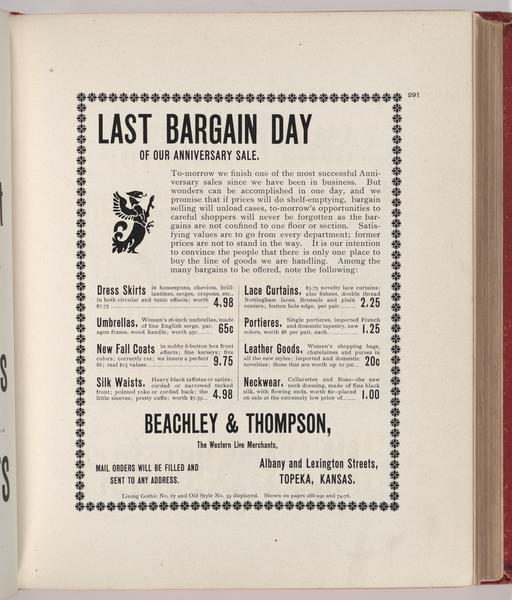 291
LAST BARGAIN DAY
OF OUR ANNIVERSARY SALE.
To-morrow we finish one of the most successful Anni-
versary sales since we have been in business. But
wonders can be accomplished in one day, and we
promise that if prices will do shelf-emptying, bargain
selling will unload cases, to-morrow's opportunities to
careful shoppers will never be forgotten as the bar-
gains are not confined to one floor or section. Satis-
fying values are to go from every department; former
prices are not to stand in the way. It is our intention
to convince the people that there is only one place to
buy the line of goods we are handling. Among the
many bargains to be offered, note the following:
Dress Skirts in homespuns, cheviots, brill-
iantines, serges, crepons, etc.,
in both circular and tunic effects; worth
$7.75 4.98
Umbrellas. Women's 26-inch umbrellas, made
of fine English serge, par-
agon frame, wood handle; worth 95c 65c
New Fall Coats in nobby 6-button box front
effects; fine kerseys; five
colors; correctly cut; we insure a perfect
fit; real $15 values 9.75
Silk Waists. Heavy black taffetas or satins;
corded or narrowed tucked
front; pointed yoke or corded back; the
little sleeves; pretty cuffs; worth $7.39 4.98
Lace Curtains. $3.75 novelty lace curtains;
also fishnet, double thread
Nottingham laces, Brussels and plain
centers; button hole edge, per pair 2.25
Portieres. Single portieres, imported French
and domestic tapestry, new
colors, worth $8 per pair, each 1.25
Leather Goods. Women's shopping bags,
chatelaines and purses in
all the new styles; imported and domestic
novelties; those that are worth up to 50c 20c
Neckwear. Collarettes and Boas—the new
neck dressing, made of fine black
silk, with flowing ends, worth $2—placed
on sale at the extremely low price of 1.00
BEACHLEY & THOMPSON,
The Western Live Merchants,
MAIL ORDERS WILL BE FILLED AND
SENT TO ANY ADDRESS.
Albany and Lexington Streets,
TOPEKA, KANSAS.
Lining Gothic No. 67 and Old Style No. 59 displayed. Shown on pages 288-290 and 74-76.